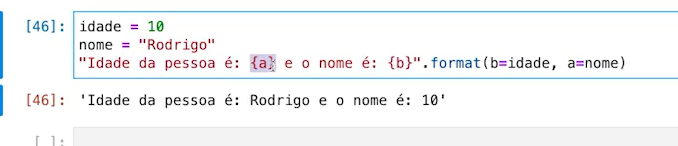 [46]: idade = 10
nome = "Rodrigo"
"Idade da pessoa é: {a} e o nome é: {b}".format(b=idade, a=nome)
[46]: 'Idade da pessoa é: Rodrigo e o nome é: 10'
[ ]: